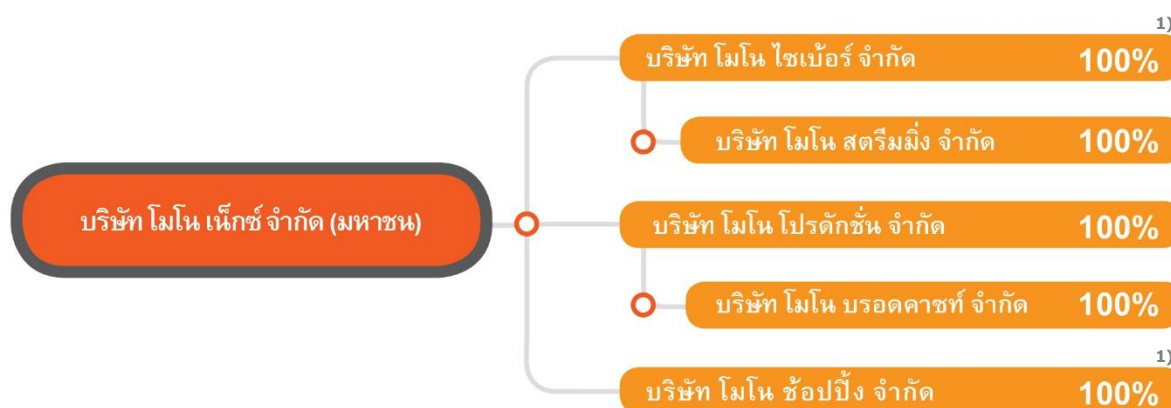 1)
บริษัท โมโน ไซเบ้อร์ จำกัด 100%
บริษัท โมโน สตรีมมิ่ง จำกัด 100%
บริษัท โมโน เน็กซ์ จำกัด (มหาชน)
บริษัท โมโน โปรดักชั่น จำกัด 100%
บริษัท โมโน บรอดคาซท์ จำกัด 100%
1)
บริษัท โมโน ช้อปปิ้ง จำกัด 100%